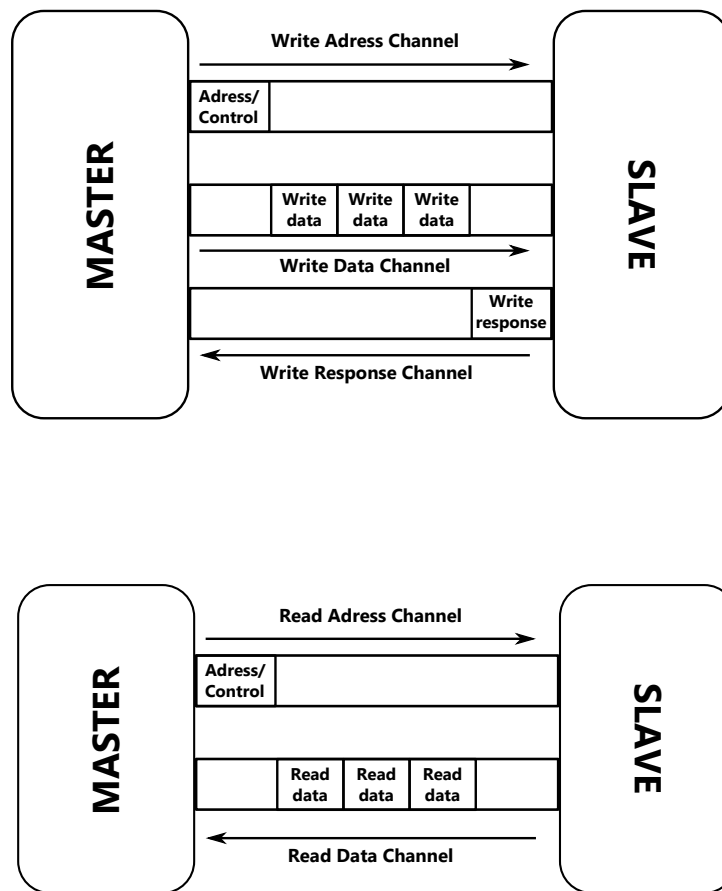 Write Adress Channel
Adress/
Control
MASTER
SLAVE
Write
data
Write
data
Write
data
Write Data Channel
Write
response
Write Response Channel
Read Adress Channel
Adress/
Control
MASTER
SLAVE
Read
data
Read
data
Read
data
Read Data Channel